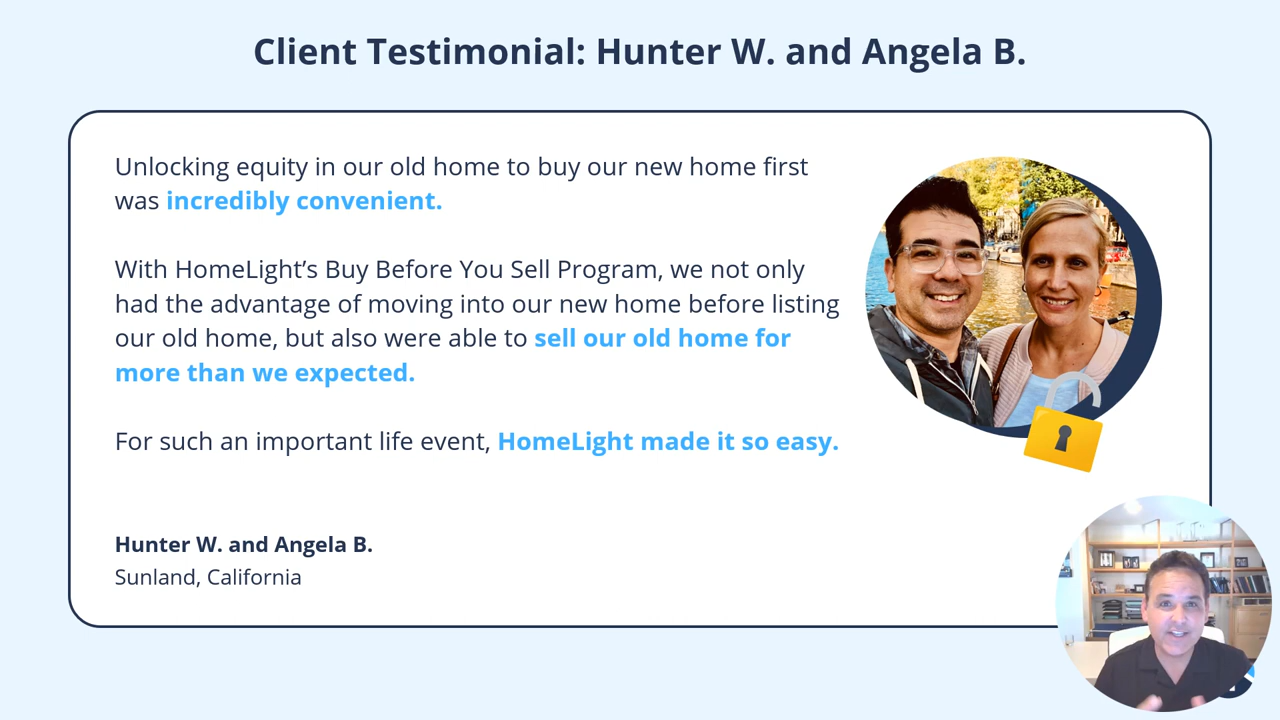 Client Testimonial: Hunter W. and Angela B.
Unlocking equity in our old home to buy our new home first
was incredibly convenient.
With HomeLight’s Buy Before You Sell Program, we not only
had the advantage of moving into our new home before listing
our old home, but also were able to sell our old home for
more than we expected.
For such an important life event, HomeLight made it so easy.
Hunter W. and Angela B.
Sunland, California